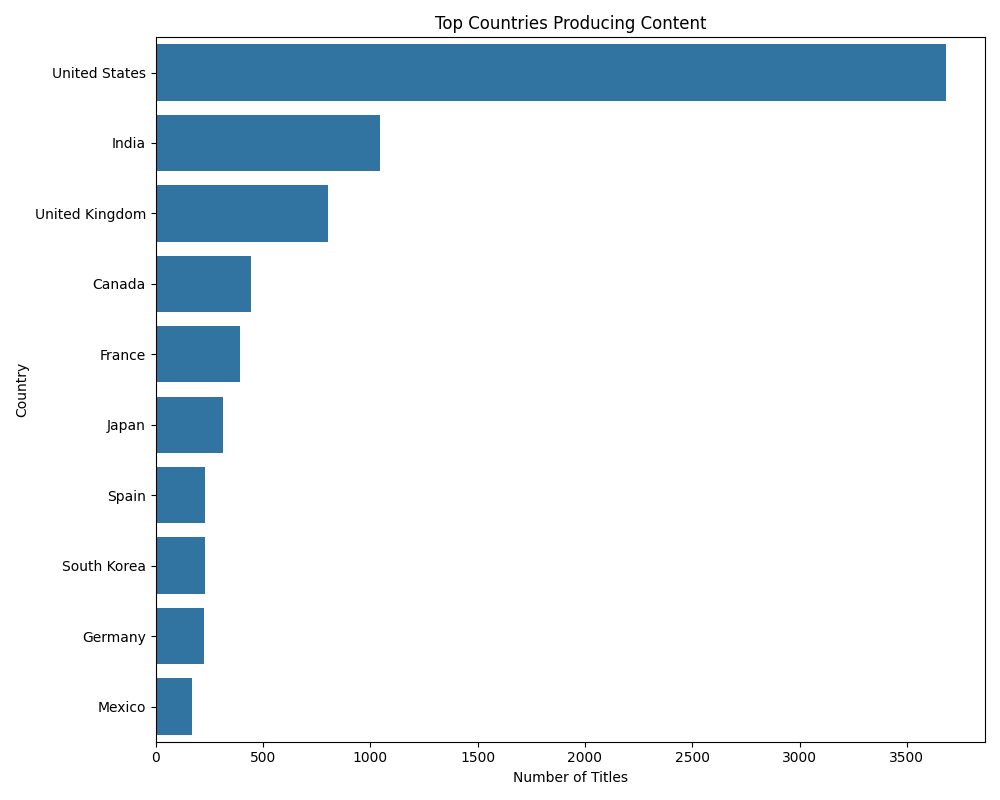 Top Countries Producing Content
United States
India
United Kingdom
Canada
France
Japan
Spain
South Korea
Germany
Mexico
Country
0 500 1000 1500 2000 2500 3000 3500
Number of Titles